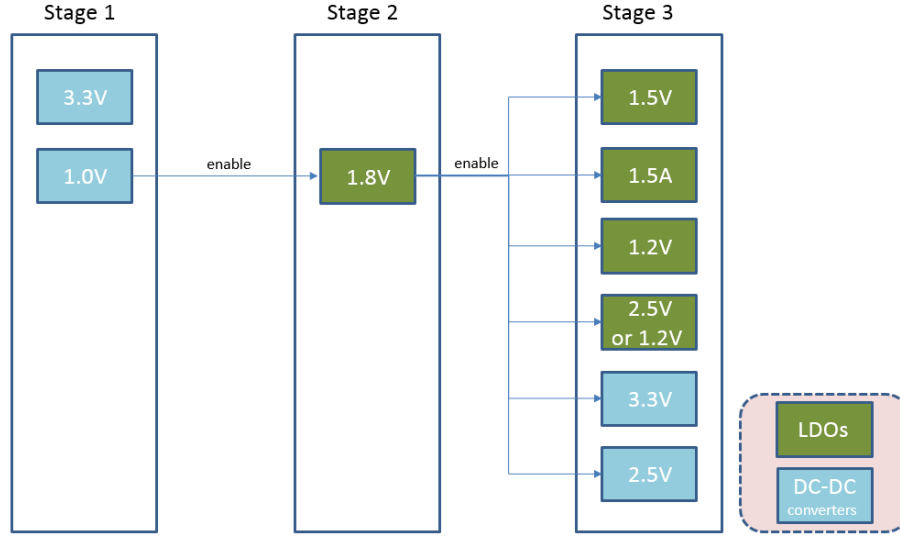 Stage 1
Stage 2
Stage 3
3.3V
1.0V
enable
1.8V
enable
1.5V
1.5A
1.2V
2.5V
or 1.2V
3.3V
2.5V
LDOs
DC-DC
converters